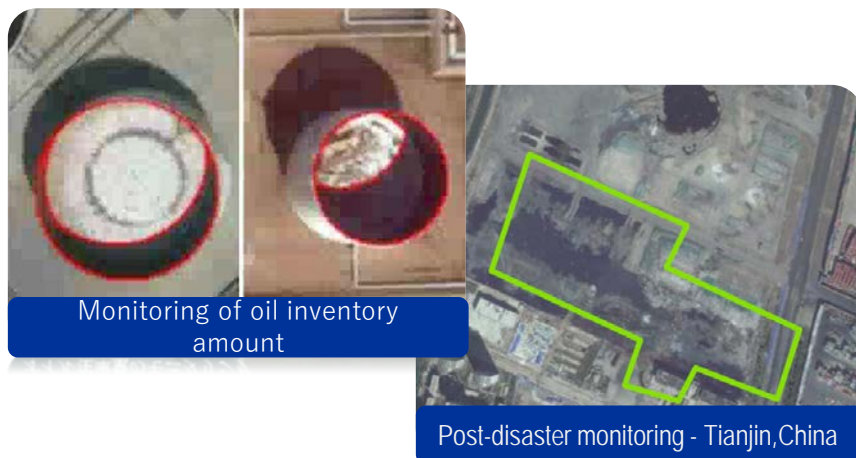 Monitoring of oil inventory
amount
Post-disaster monitoring - Tianjin,China